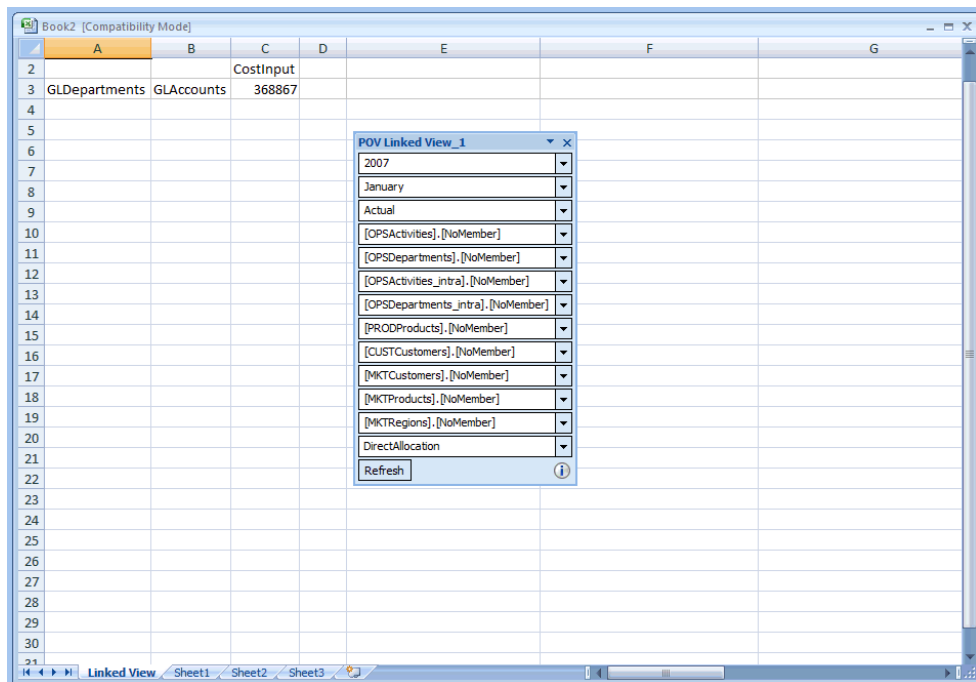 Book2 [Compatibility Mode]
A B C D E F G
2 CostInput
3 GLDepartments GLAccounts 368867
4
5
6
7
8
9
10
11
12
13
14
15
16
17
18
19
20
21
22
23
24
25
26
27
28
29
30
31
POV Linked View_1
2007
January
Actual
[OPSActivities].[NoMember]
[OPSDepartments].[NoMember]
[OPSActivities_intra].[NoMember]
[OPSDepartments_intra].[NoMember]
[PRODProducts].[NoMember]
[CUSTCustomers].[NoMember]
[MKTCustomers].[NoMember]
[MKTProducts].[NoMember]
[MKTRegions].[NoMember]
DirectAllocation
Refresh
Linked View Sheet1 Sheet2 Sheet3